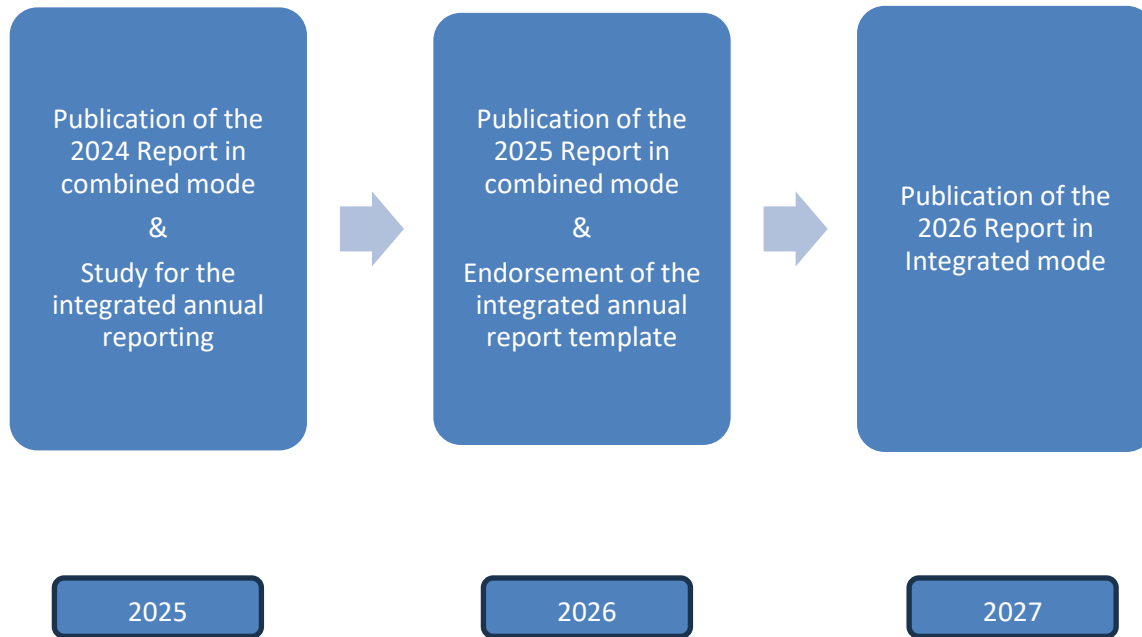 Publication of the
2024 Report in
combined mode
&
Study for the
integrated annual
reporting
Publication of the
2025 Report in
combined mode
&
Endorsement of the
integrated annual
report template
Publication of the
2026 Report in
Integrated mode
2025
2026
2027